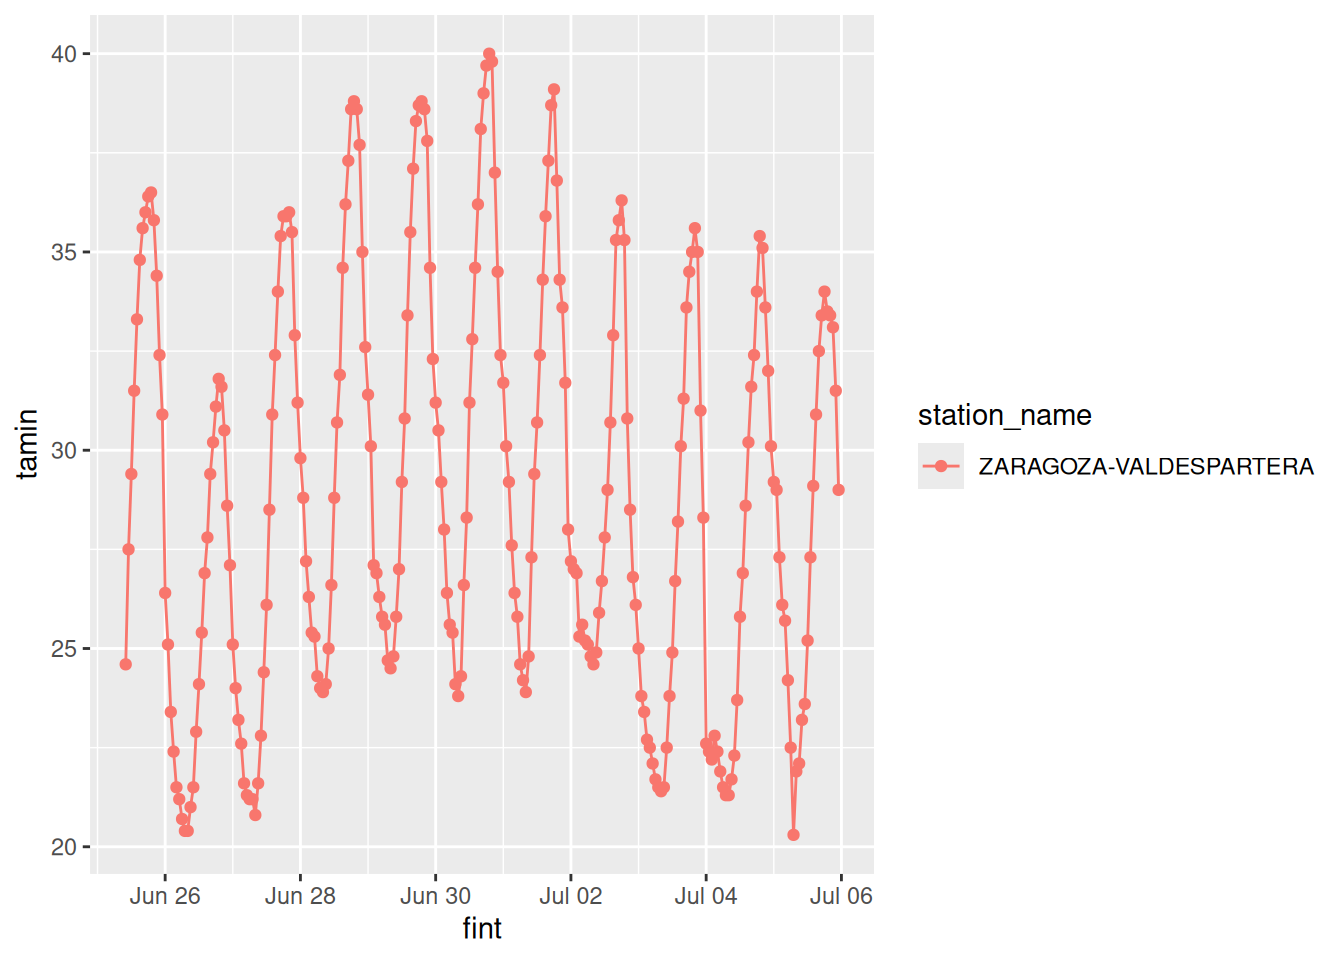 40
35
30
25
20
tamin
Jun 26 Jun 28 Jun 30 Jul 02 Jul 04 Jul 06
fint
station_name
ZARAGOZA-VALDESPARTERA